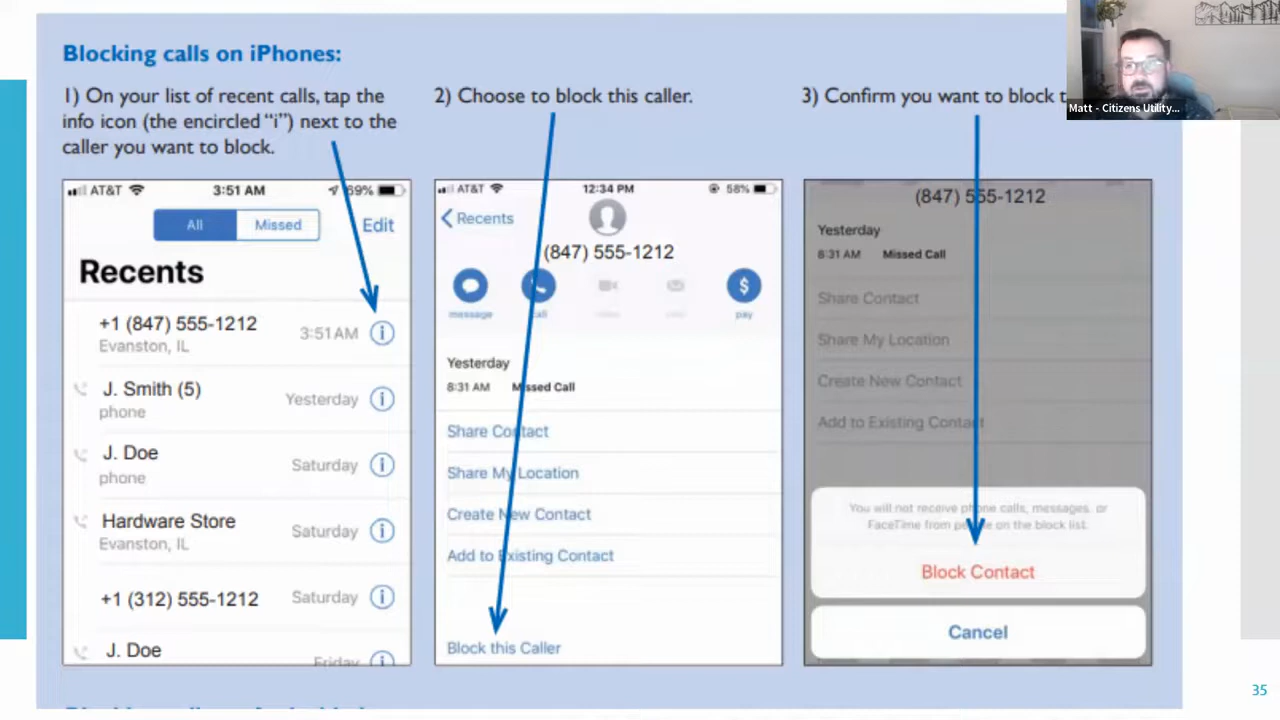 Blocking calls on iPhones:
1) On your list of recent calls, tap the
info icon (the encircled “i”) next to the
caller you want to block.
2) Choose to block this caller.
3) Confirm you want to block
Matt - Citizens Utility...
AT&T
3:51 AM
69%
All
Missed
Edit
Recents
+1 (847) 555-1212
Evanston, IL
3:51 AM
J. Smith (5)
phone
Yesterday
J. Doe
phone
Saturday
Hardware Store
Evanston, IL
Saturday
+1 (312) 555-1212
Saturday
J. Doe
Friday
AT&T
12:34 PM
58%
Recents
(847) 555-1212
message
call
pay
Yesterday
8:31 AM Missed Call
Share Contact
Share My Location
Create New Contact
Add to Existing Contact
Block this Caller
(847) 555-1212
Yesterday
8:31 AM Missed Call
Share Contact
Share My Location
Create New Contact
Add to Existing Contact
You will not receive phone calls, messages, or
FaceTime from people on the block list.
Block Contact
Cancel
35